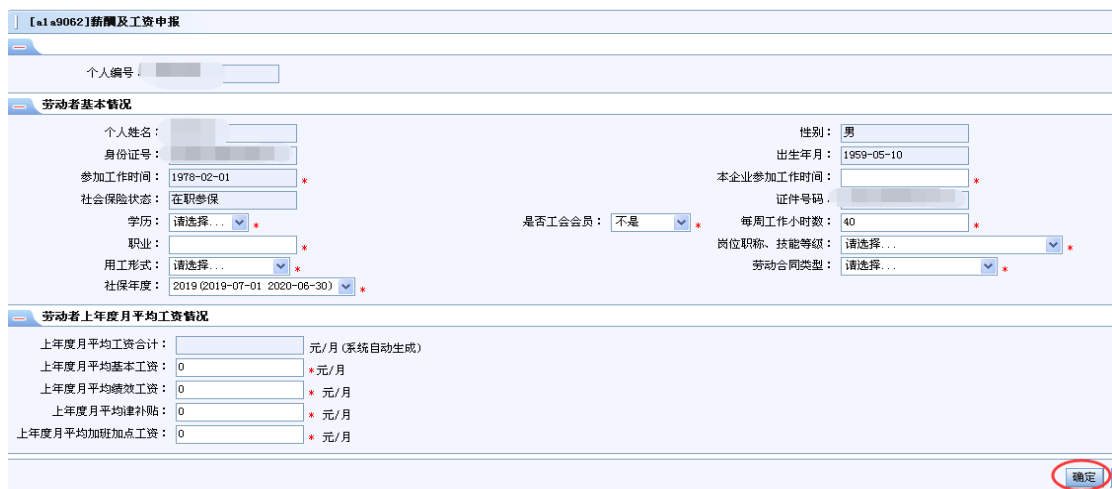 [a1a9062]薪酬及工资申报
个人编号
劳动者基本情况
个人姓名： 性别： 男
身份证号： 出生年月： 1959-05-10
参加工作时间： 1978-02-01 * 本企业参加工作时间： *
社会保险状态： 在职参保 证件号码
学历： 请选择... * 是否工会会员： 不是 * 每周工作小时数： 40 *
职业： * 岗位职称、技能等级： 请选择... *
用工形式： 请选择... * 劳动合同类型： 请选择... *
社保年度： 2019(2019-07-01 2020-06-30) *
劳动者上年度月平均工资情况
上年度月平均工资合计： 元/月(系统自动生成)
上年度月平均基本工资： 0 *元/月
上年度月平均绩效工资： 0 * 元/月
上年度月平均津补贴： 0 * 元/月
上年度月平均加班加点工资： 0 * 元/月
确定